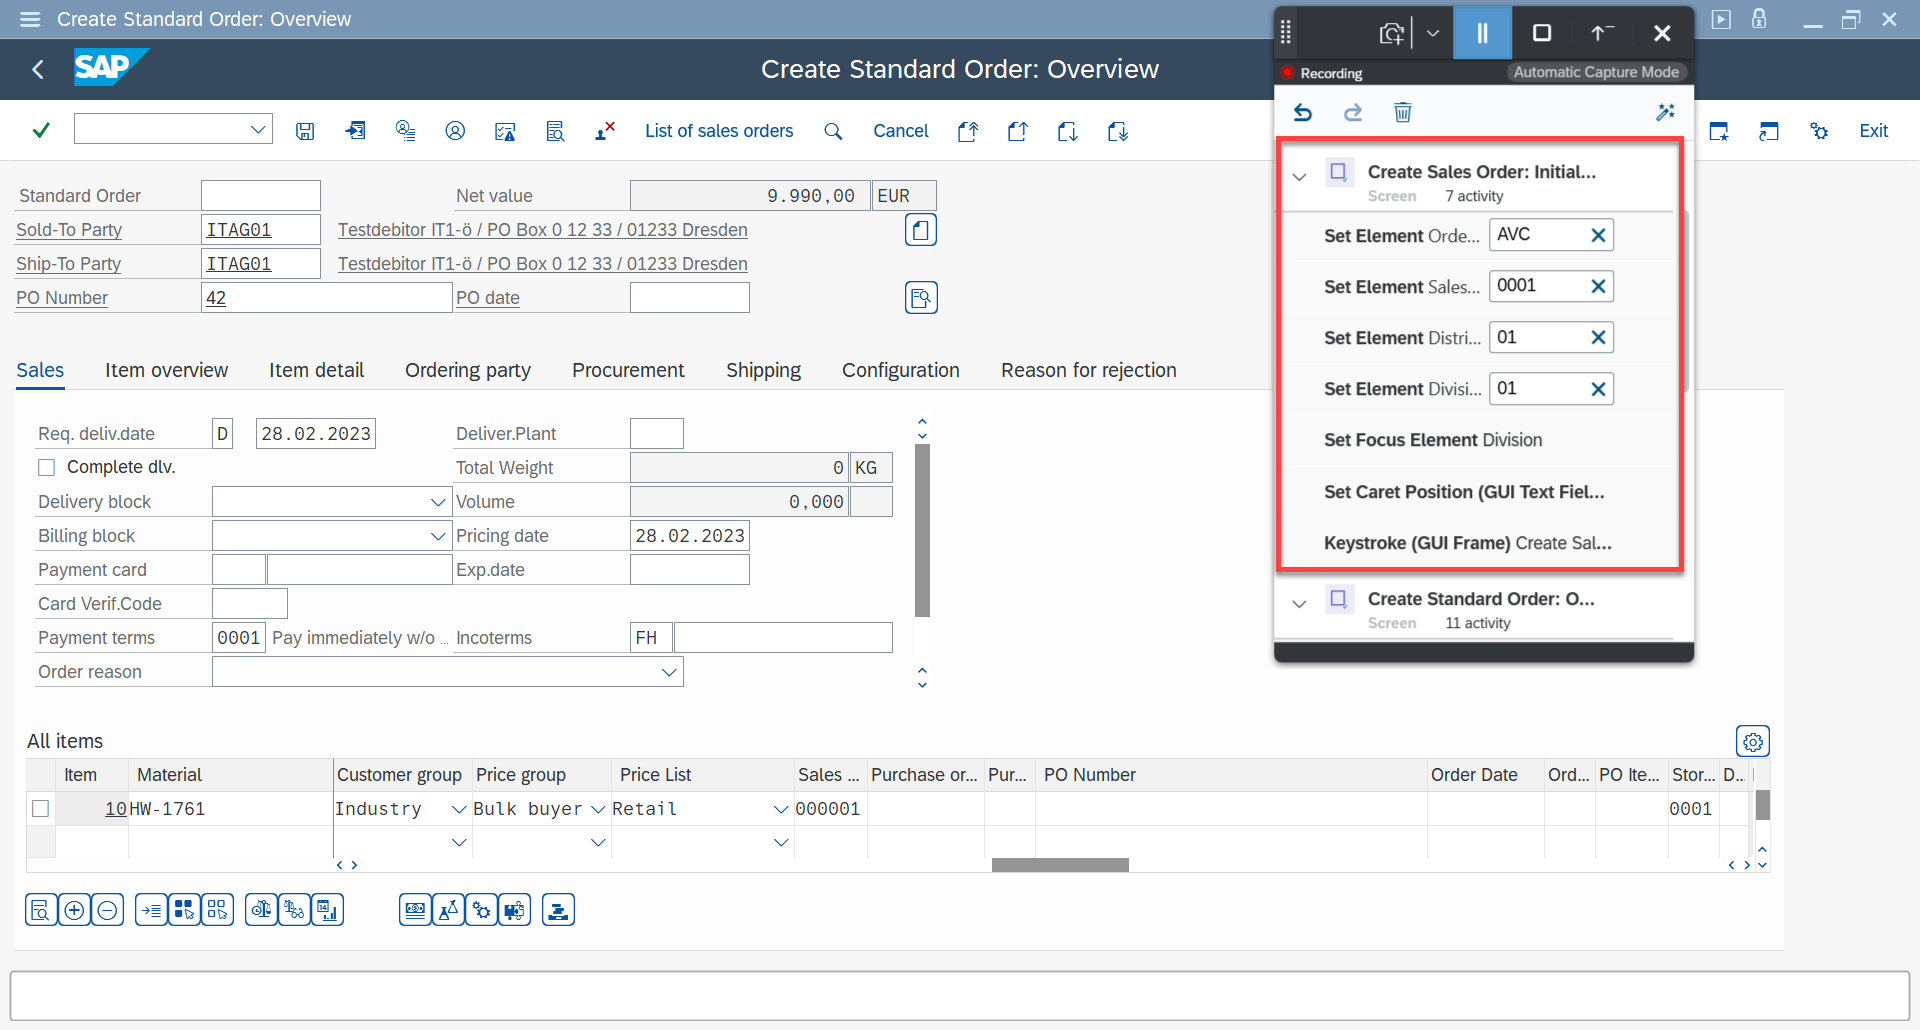 Create Standard Order: Overview
SAP
Create Standard Order: Overview
List of sales orders
Cancel
Exit
Standard Order
Net value
9.990,00
EUR
Sold-To Party
ITAG01
Testdebitor IT1-ö / PO Box 0 12 33 / 01233 Dresden
Ship-To Party
ITAG01
Testdebitor IT1-ö / PO Box 0 12 33 / 01233 Dresden
PO Number
42
PO date
Sales
Item overview
Item detail
Ordering party
Procurement
Shipping
Configuration
Reason for rejection
Req. deliv.date
D
28.02.2023
Deliver.Plant
Complete dlv.
Total Weight
0
KG
Delivery block
Volume
0,000
Billing block
Pricing date
28.02.2023
Payment card
Exp.date
Card Verif.Code
Payment terms
0001
Pay immediately w/o ...
Incoterms
FH
Order reason
Recording
Automatic Capture Mode
Create Sales Order: Initial...
Screen
7 activity
Set Element Orde...
AVC
Set Element Sales...
0001
Set Element Distri...
01
Set Element Divisi...
01
Set Focus Element Division
Set Caret Position (GUI Text Fiel...
Keystroke (GUI Frame) Create Sal...
Create Standard Order: O...
Screen
11 activity
All items
Item
Material
Customer group
Price group
Price List
Sales ...
Purchase or...
Pur...
PO Number
Order Date
Ord...
PO Ite...
Stor...
D...
10
HW-1761
Industry
Bulk buyer
Retail
000001
0001